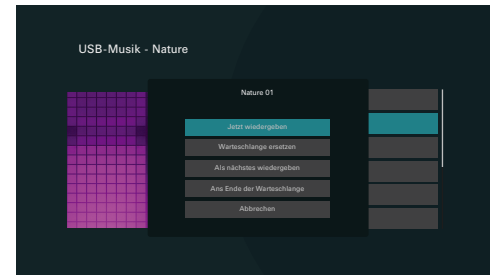 USB-Musik - Nature
Nature 01
Jetzt wiedergeben
Warteschlange ersetzen
Als nächstes wiedergeben
Ans Ende der Warteschlange
Abbrechen